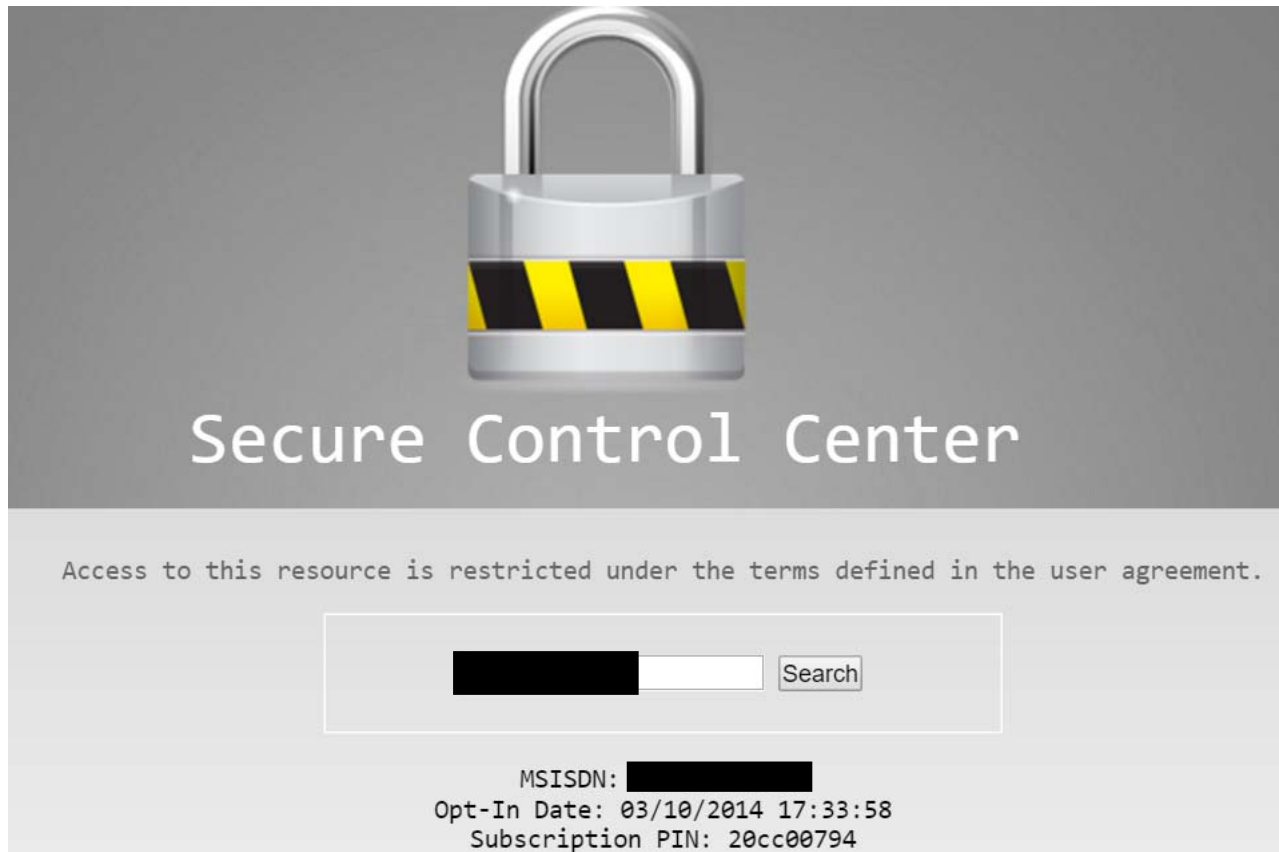 Secure Control Center
Access to this resource is restricted under the terms defined in the user agreement.
Search
MSISDN:
Opt-In Date: 03/10/2014 17:33:58
Subscription PIN: 20cc00794